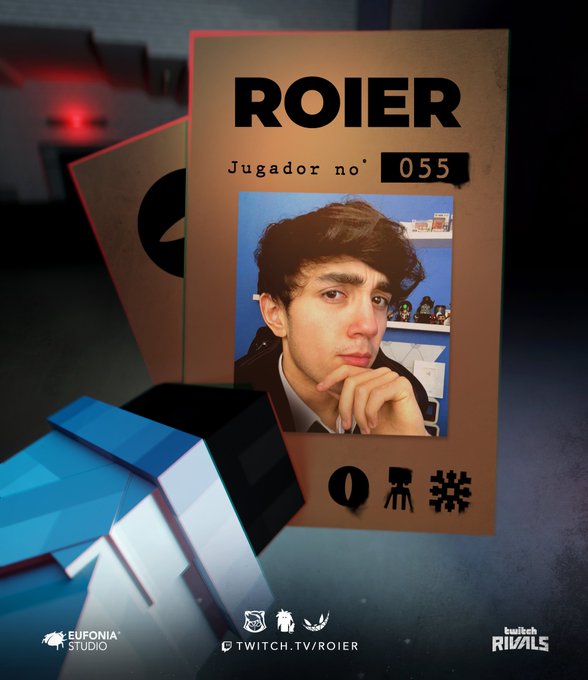 ROIER
Jugador no° 055
EUFONIA®
STUDIO
TWITCH.TV/ROIER
twitch
RIVALS